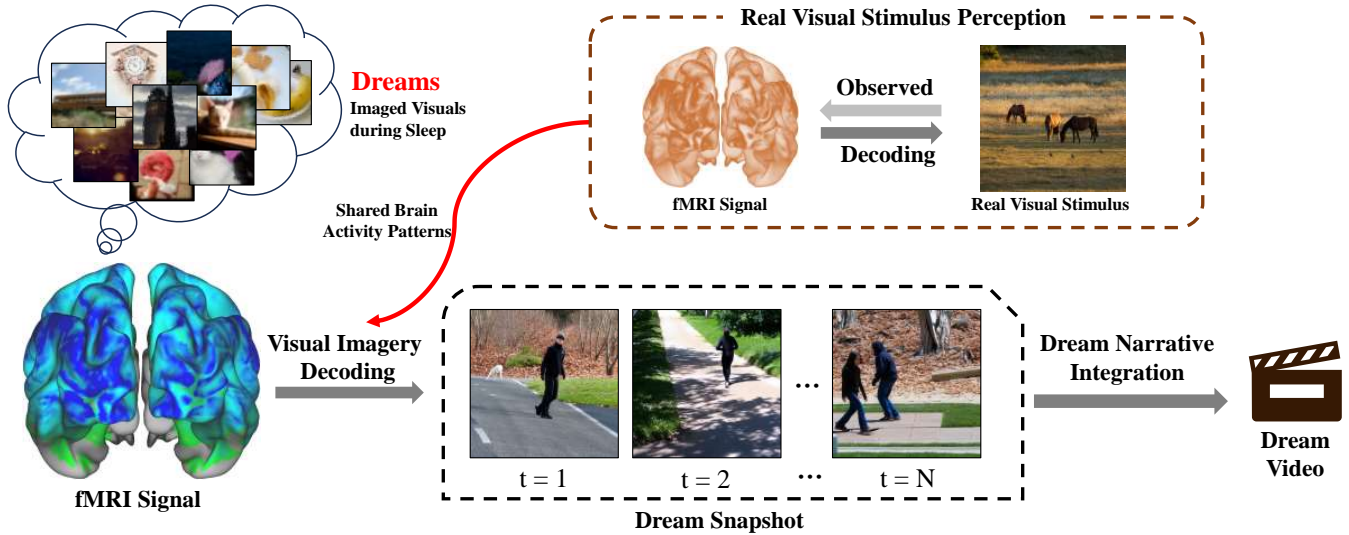 Real Visual Stimulus Perception
Dreams
Imaged Visuals
during Sleep
Observed
Decoding
fMRI Signal
Real Visual Stimulus
Shared Brain
Activity Patterns
Visual Imagery
Decoding
fMRI Signal
...
t = 1
t = 2
...
t = N
Dream Snapshot
Dream Narrative
Integration
Dream
Video